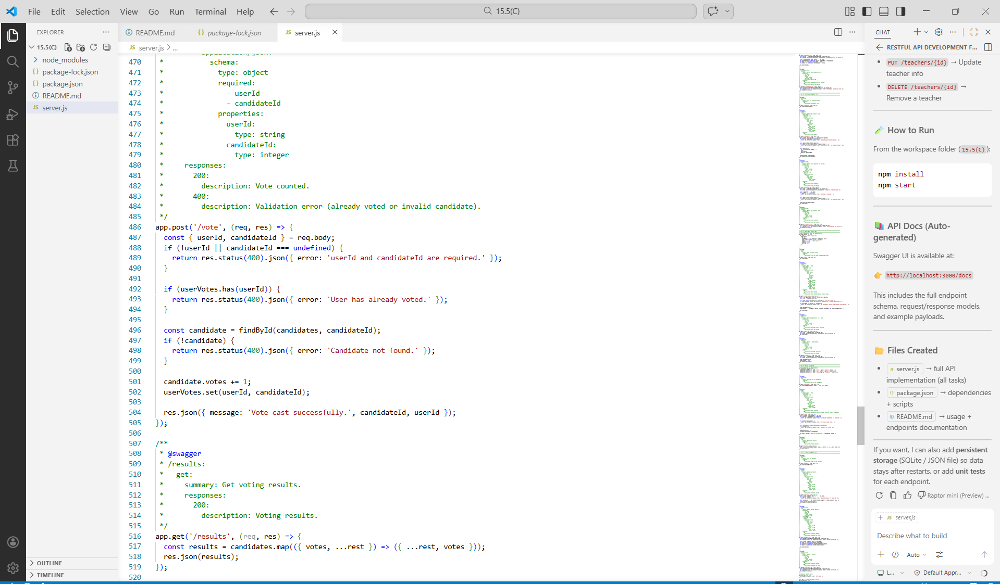 File Edit Selection View Go Run Terminal Help
15.5(C)
EXPLORER
15.5(C)
node_modules
package-lock.json
package.json
README.md
server.js
OUTLINE
TIMELINE
README.md
package-lock.json
server.js
server.js > ...
470 * schema:
471 * type: object
472 * required:
473 * - userId
474 * - candidateId
475 * properties:
476 * userId:
477 * type: string
478 * candidateId:
479 * type: integer
480 * responses:
481 * 200:
482 * description: Vote counted.
483 * 400:
484 * description: Validation error (already voted or invalid candidate).
485 */
486 app.post('/vote', (req, res) => {
487 const { userId, candidateId } = req.body;
488 if (!userId || candidateId === undefined) {
489 return res.status(400).json({ error: 'userId and candidateId are required.' });
490 }
491
492 if (userVotes.has(userId)) {
493 return res.status(400).json({ error: 'User has already voted.' });
494 }
495
496 const candidate = findById(candidates, candidateId);
497 if (!candidate) {
498 return res.status(400).json({ error: 'Candidate not found.' });
499 }
500
501 candidate.votes += 1;
502 userVotes.set(userId, candidateId);
503
504 res.json({ message: 'Vote cast successfully.', candidateId, userId });
505 });
506
507 /**
508 * @swagger
509 * /results:
510 * get:
511 * summary: Get voting results.
512 * responses:
513 * 200:
514 * description: Voting results.
515 */
516 app.get('/results', (req, res) => {
517 const results = candidates.map(({ votes, ...rest }) => ({ ...rest, votes }));
518 res.json(results);
519 });
520
CHAT
RESTFUL API DEVELOPMENT F...
PUT /teachers/{id} → Update
teacher info
DELETE /teachers/{id} →
Remove a teacher
How to Run
From the workspace folder (15.5(C)):
npm install
npm start
API Docs (Auto-
generated)
Swagger UI is available at:
http://localhost:3000/docs
This includes the full endpoint
schema, request/response models,
and example payloads.
Files Created
server.js → full API
implementation (all tasks)
package.json → dependencies
+ scripts
README.md → usage +
endpoints documentation
If you want, I can also add persistent
storage (SQLite / JSON file) so data
stays after restarts, or add unit tests
for each endpoint.
Raptor mini (Preview) ...
server.js
Describe what to build
Auto
L... Default Appr...